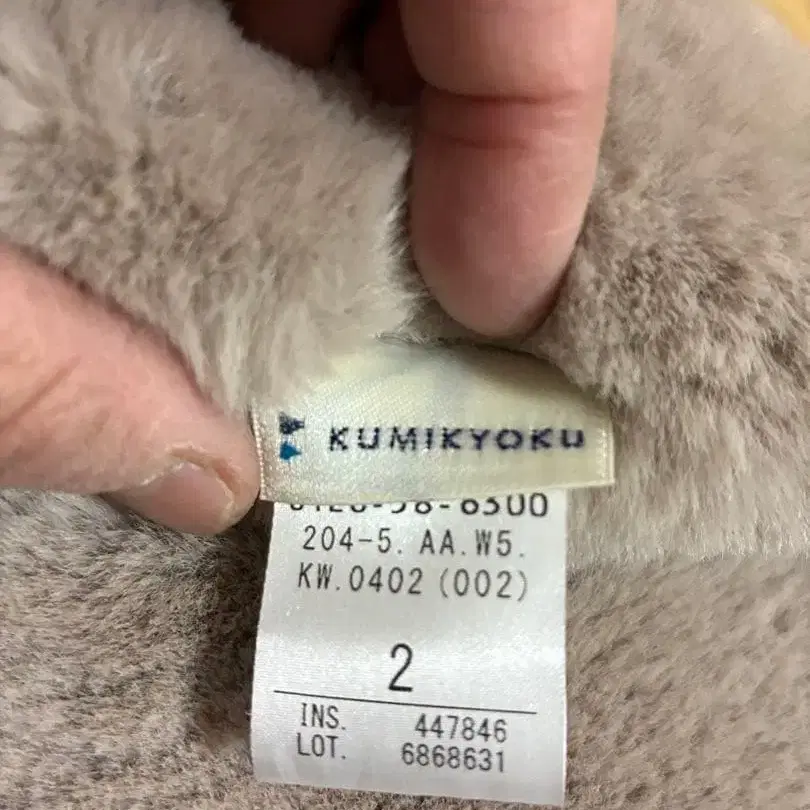 KUMIKYOKU
204-5. AA.W5.
KW.0402 (002)
2
INS. 447846
LOT. 6868631